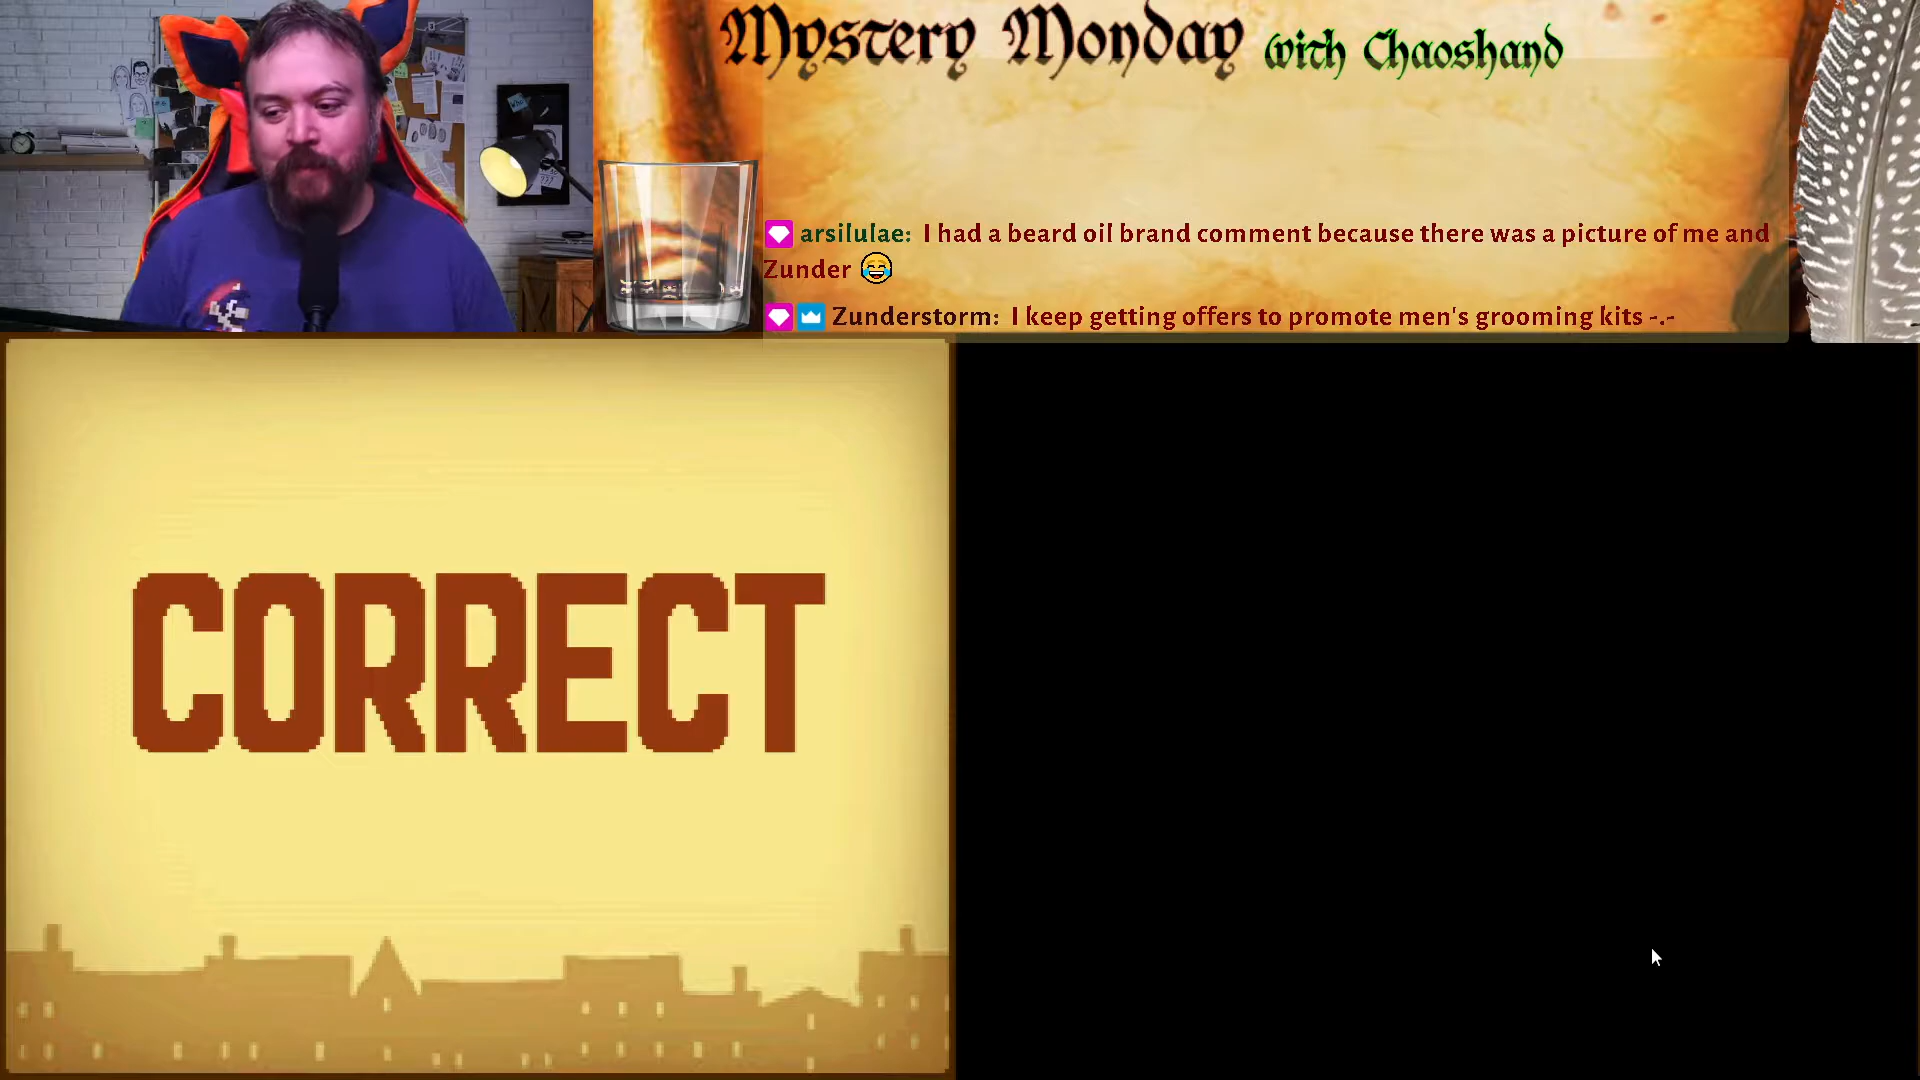 Mystery Monday with Chaoshand
arsilulae: I had a beard oil brand comment because there was a picture of me and
Zunder 😂
Zunderstorm: I keep getting offers to promote men's grooming kits -.-
CORRECT